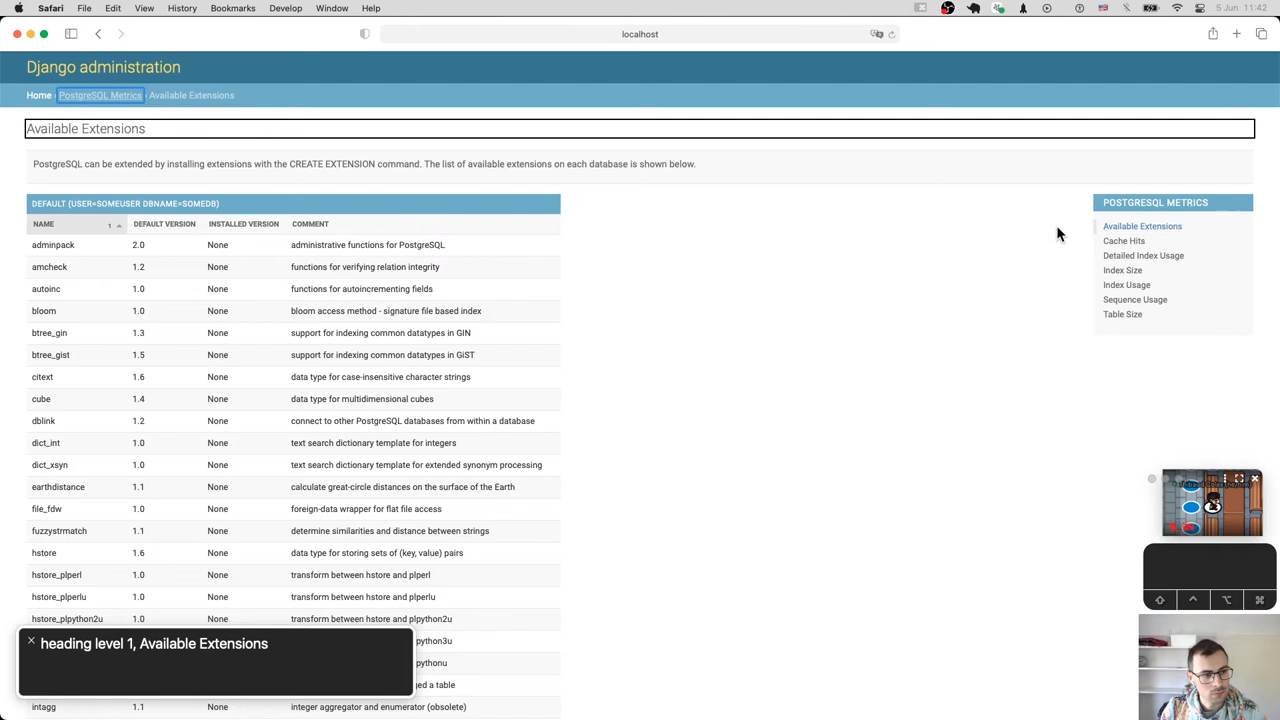 Safari File Edit View History Bookmarks Develop Window Help 5 Jun 11:42
localhost
Django administration
Home › PostgreSQL Metrics › Available Extensions
Available Extensions
PostgreSQL can be extended by installing extensions with the CREATE EXTENSION command. The list of available extensions on each database is shown below.
DEFAULT (USER=SOMEUSER DBNAME=SOMEDB)
NAME 1 DEFAULT VERSION INSTALLED VERSION COMMENT
adminpack 2.0 None administrative functions for PostgreSQL
amcheck 1.2 None functions for verifying relation integrity
autoinc 1.0 None functions for autoincrementing fields
bloom 1.0 None bloom access method - signature file based index
btree_gin 1.3 None support for indexing common datatypes in GIN
btree_gist 1.5 None support for indexing common datatypes in GiST
citext 1.6 None data type for case-insensitive character strings
cube 1.4 None data type for multidimensional cubes
dblink 1.2 None connect to other PostgreSQL databases from within a database
dict_int 1.0 None text search dictionary template for integers
dict_xsyn 1.0 None text search dictionary template for extended synonym processing
earthdistance 1.1 None calculate great-circle distances on the surface of the Earth
file_fdw 1.0 None foreign-data wrapper for flat file access
fuzzystrmatch 1.1 None determine similarities and distance between strings
hstore 1.6 None data type for storing sets of (key, value) pairs
hstore_plperl 1.0 None transform between hstore and plperl
hstore_plperlu 1.0 None transform between hstore and plperlu
hstore_plpython2u 1.0 None transform between hstore and plpython2u
python3u
pythonu
ged a table
intagg 1.1 None integer aggregator and enumerator (obsolete)
POSTGRESQL METRICS
Available Extensions
Cache Hits
Detailed Index Usage
Index Size
Index Usage
Sequence Usage
Table Size
heading level 1, Available Extensions